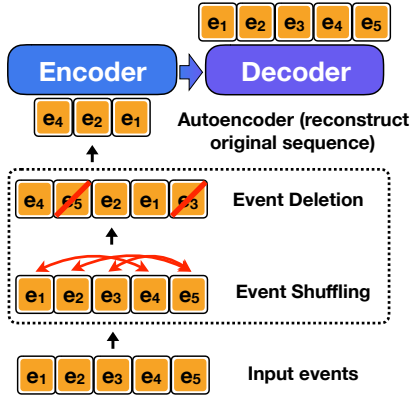 e1 e2 e3 e4 e5
Encoder
Decoder
e4 e2 e1
Autoencoder (reconstruct
original sequence)
e4 e5 e2 e1 e3
Event Deletion
e1 e2 e3 e4 e5
Event Shuffling
e1 e2 e3 e4 e5
Input events